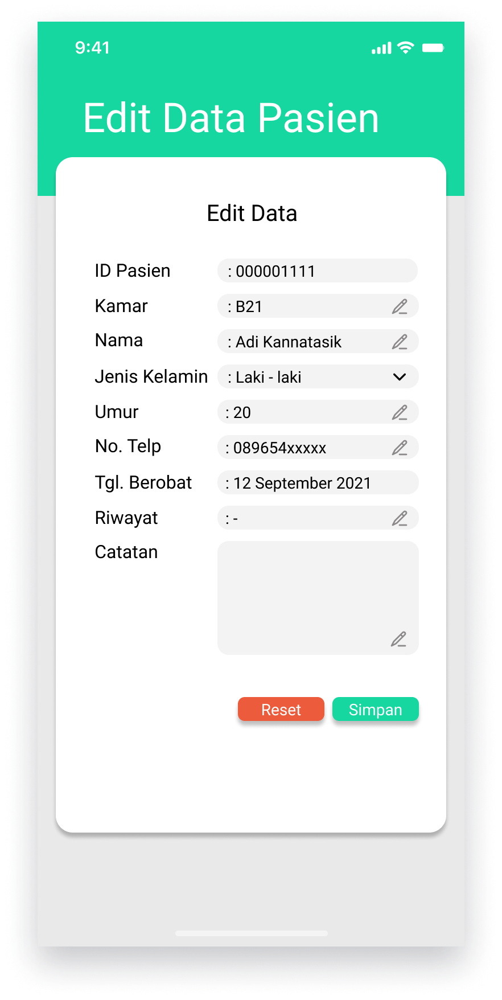 9:41
Edit Data Pasien
Edit Data
ID Pasien : 000001111
Kamar : B21
Nama : Adi Kannatasik
Jenis Kelamin : Laki - laki
Umur : 20
No. Telp : 089654xxxxx
Tgl. Berobat : 12 September 2021
Riwayat : -
Catatan
Reset Simpan